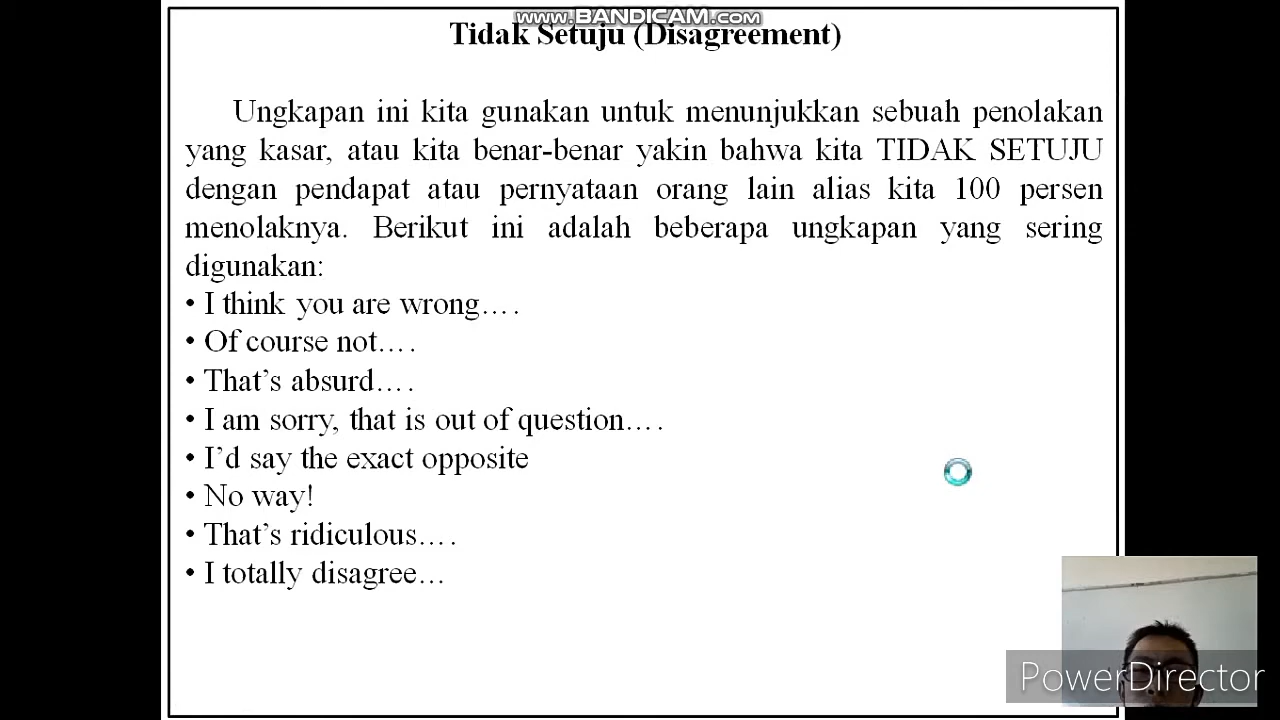 www.BANDICAM.com
Tidak Setuju (Disagreement)
Ungkapan ini kita gunakan untuk menunjukkan sebuah penolakan
yang kasar, atau kita benar-benar yakin bahwa kita TIDAK SETUJU
dengan pendapat atau pernyataan orang lain alias kita 100 persen
menolaknya. Berikut ini adalah beberapa ungkapan yang sering
digunakan:
• I think you are wrong….
• Of course not….
• That’s absurd….
• I am sorry, that is out of question….
• I’d say the exact opposite
• No way!
• That’s ridiculous….
• I totally disagree…
PowerDirector